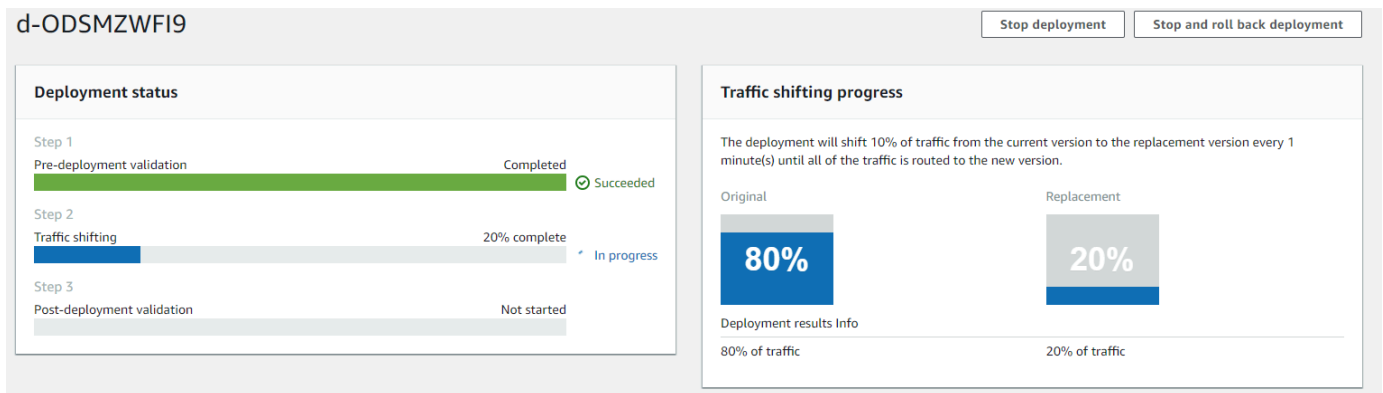 d-ODSMZWFI9
Stop deployment
Stop and roll back deployment
Deployment status
Step 1
Pre-deployment validation
Completed
Succeeded
Step 2
Traffic shifting
20% complete
In progress
Step 3
Post-deployment validation
Not started
Traffic shifting progress
The deployment will shift 10% of traffic from the current version to the replacement version every 1
minute(s) until all of the traffic is routed to the new version.
Original
Replacement
80%
20%
Deployment results Info
80% of traffic
20% of traffic